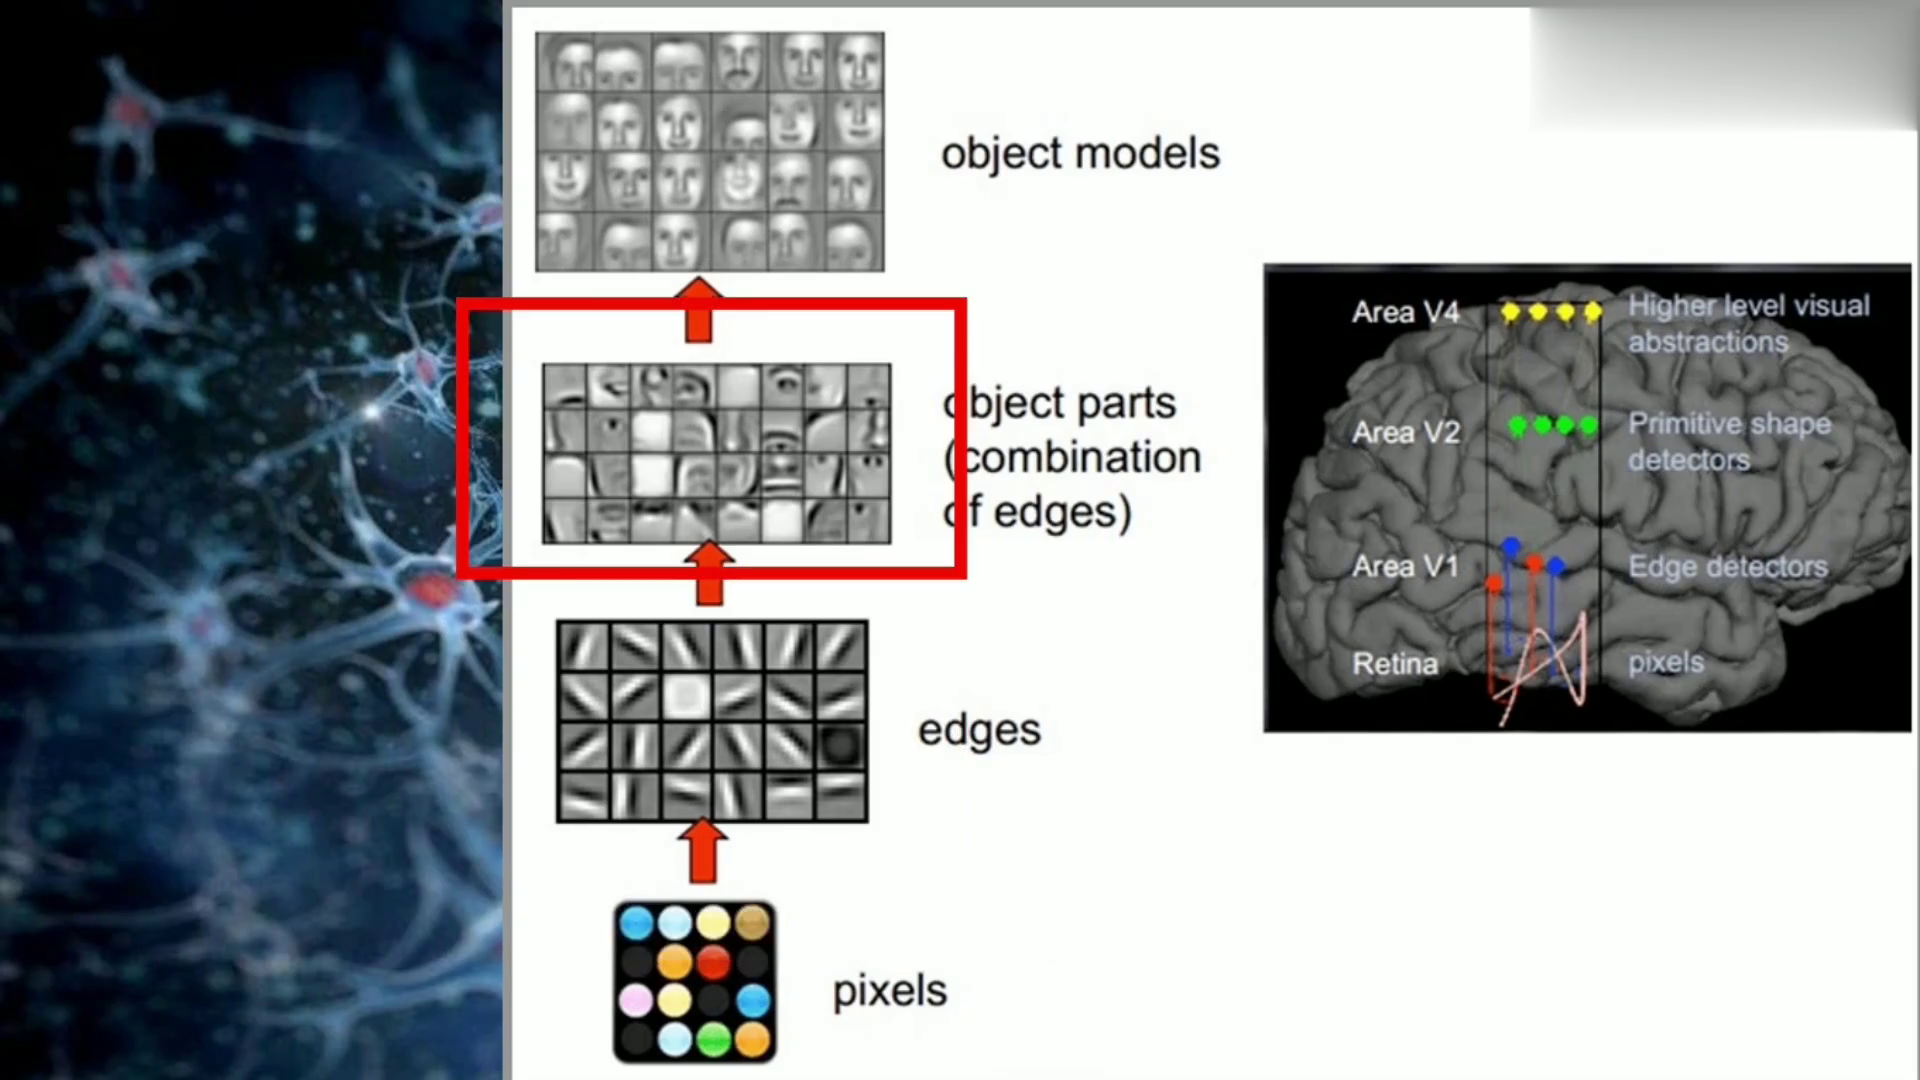 object models
object parts
(combination
of edges)
edges
pixels
Area V4
Higher level visual
abstractions
Area V2
Primitive shape
detectors
Area V1
Edge detectors
Retina
pixels